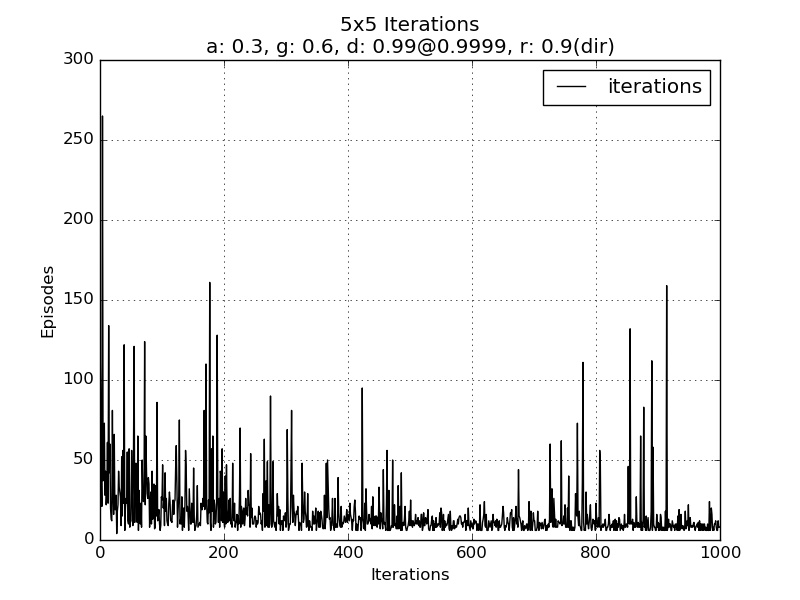 5x5 Iterations
a: 0.3, g: 0.6, d: 0.99@0.9999, r: 0.9(dir)
iterations
300
250
200
150
100
50
0
Episodes
0 200 400 600 800 1000
Iterations